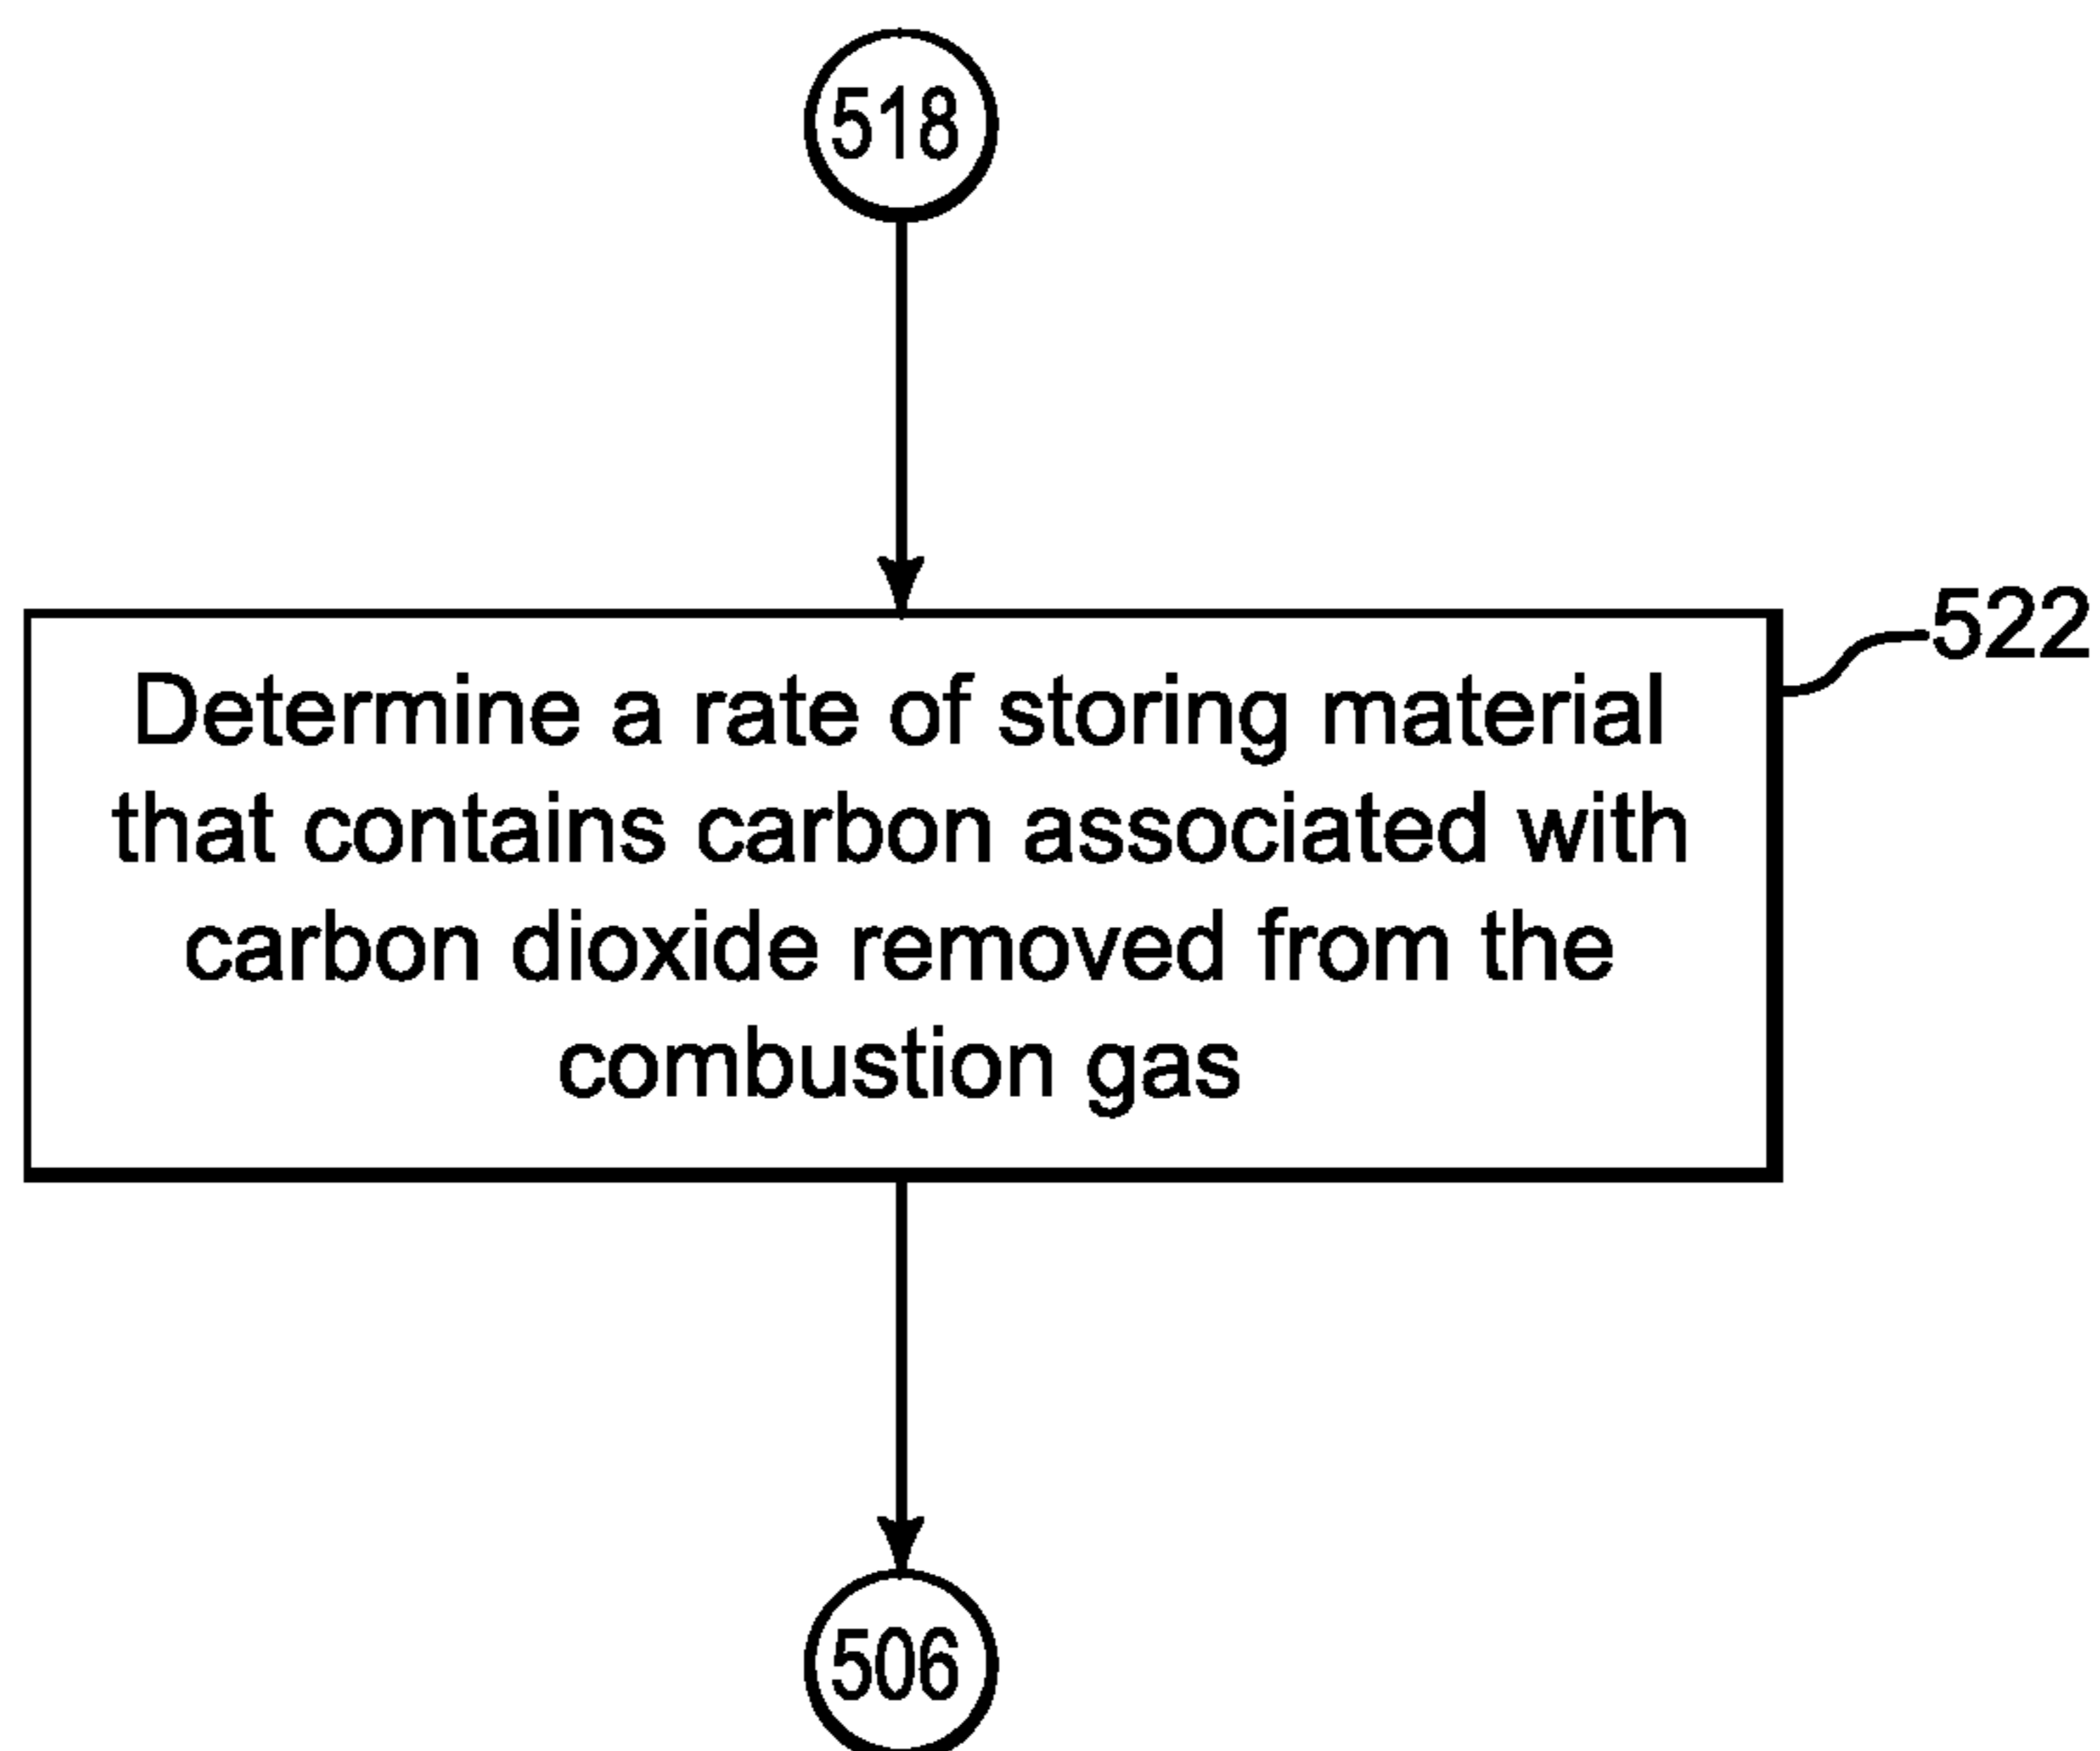 518
522
Determine a rate of storing material
that contains carbon associated with
carbon dioxide removed from the
combustion gas
506